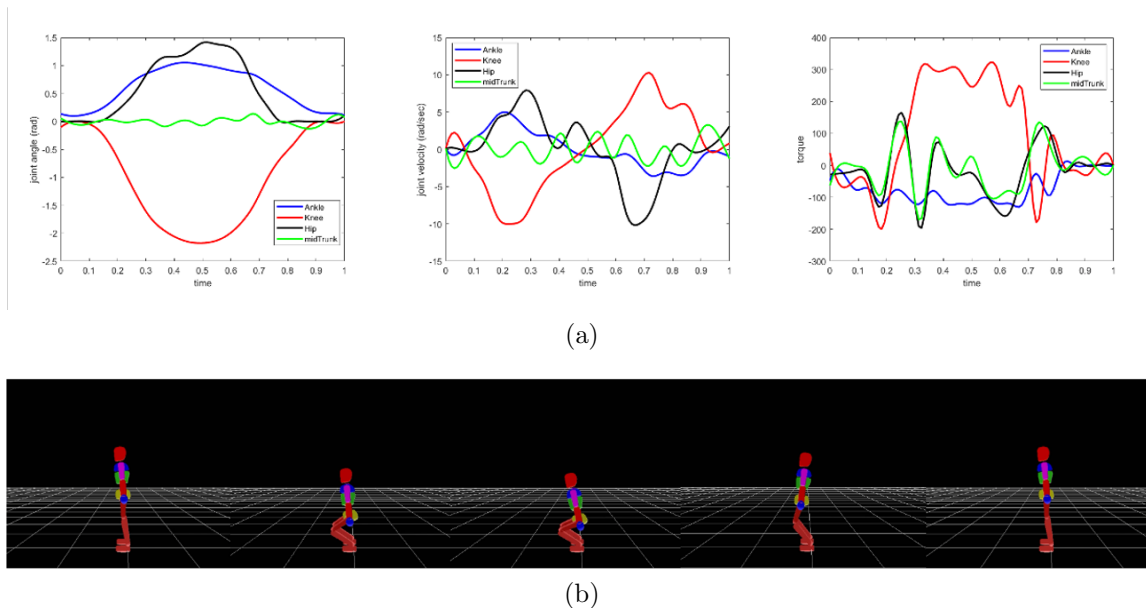 1.5
1
0.5
0
-0.5
-1
-1.5
-2
-2.5
joint angle (rad)
0 0.1 0.2 0.3 0.4 0.5 0.6 0.7 0.8 0.9 1
time
Ankle
Knee
Hip
midTrunk
15
10
5
0
-5
-10
-15
joint velocity (rad/sec)
0 0.1 0.2 0.3 0.4 0.5 0.6 0.7 0.8 0.9 1
time
Ankle
Knee
Hip
midTrunk
400
300
200
100
0
-100
-200
-300
torque
0 0.1 0.2 0.3 0.4 0.5 0.6 0.7 0.8 0.9 1
time
Ankle
Knee
Hip
midTrunk
(a)
(b)